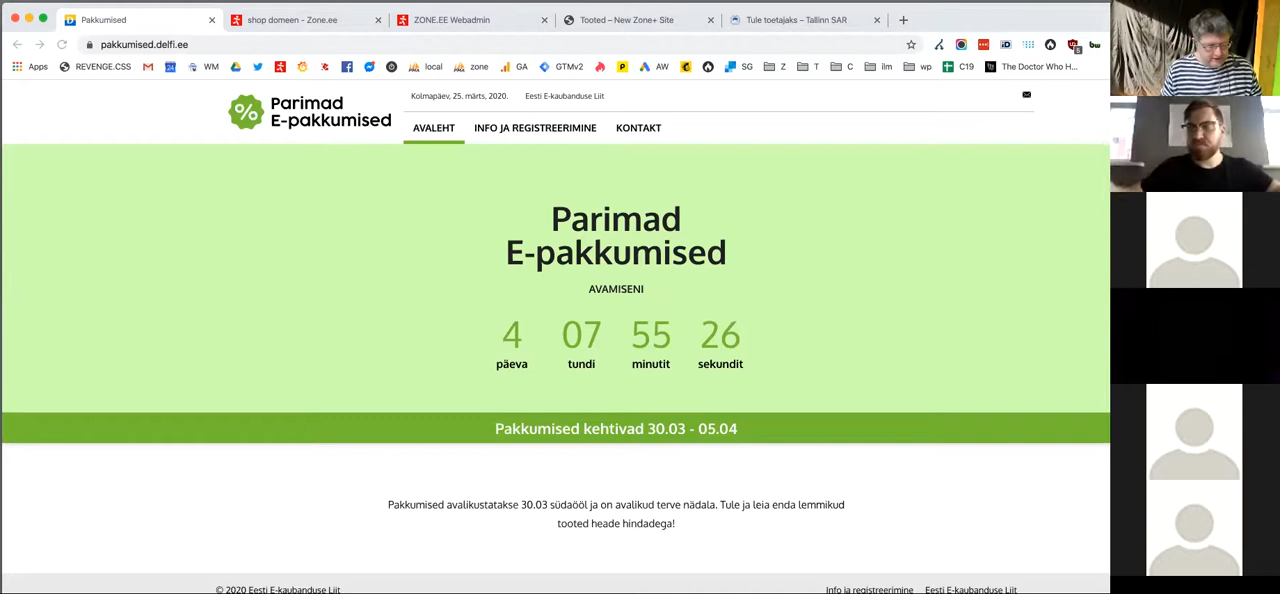 Pakkumised
shop domeen - Zone.ee
ZONE.EE Webadmin
Tooted – New Zone+ Site
Tule toetajaks – Tallinn SAR
pakkumised.delfi.ee
Apps
REVENGE.CSS
WM
local
zone
GA
GTMv2
AW
SG
Z
T
C
ilm
wp
C19
The Doctor Who H...
Parimad
E-pakkumised
Kolmapäev, 25. märts, 2020.
Eesti E-kaubanduse Liit
AVALEHT
INFO JA REGISTREERIMINE
KONTAKT
Parimad
E-pakkumised
AVAMISENI
4 07 55 26
päeva tundi minutit sekundit
Pakkumised kehtivad 30.03 - 05.04
Pakkumised avalikustatakse 30.03 südaööl ja on avalikud terve nädala. Tule ja leia enda lemmikud
tooted heade hindadega!
© 2020 Eesti E-kaubanduse Liit
Info ja registreerimine
Eesti E-kaubanduse Liit